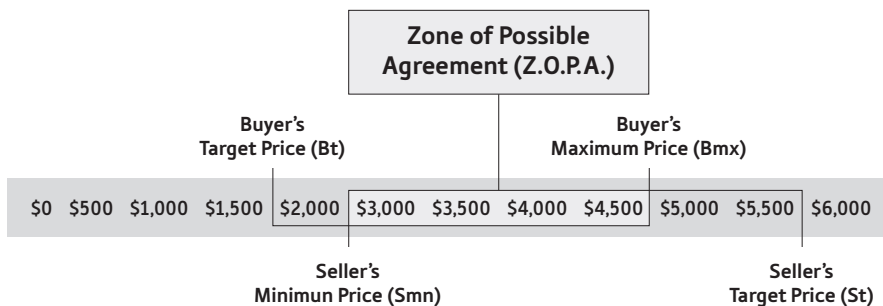 Zone of Possible
Agreement (Z.O.P.A.)
Buyer’s
Target Price (Bt)
Buyer’s
Maximum Price (Bmx)
$0 $500 $1,000 $1,500 $2,000 $3,000 $3,500 $4,000 $4,500 $5,000 $5,500 $6,000
Seller’s
Minimun Price (Smn)
Seller’s
Target Price (St)